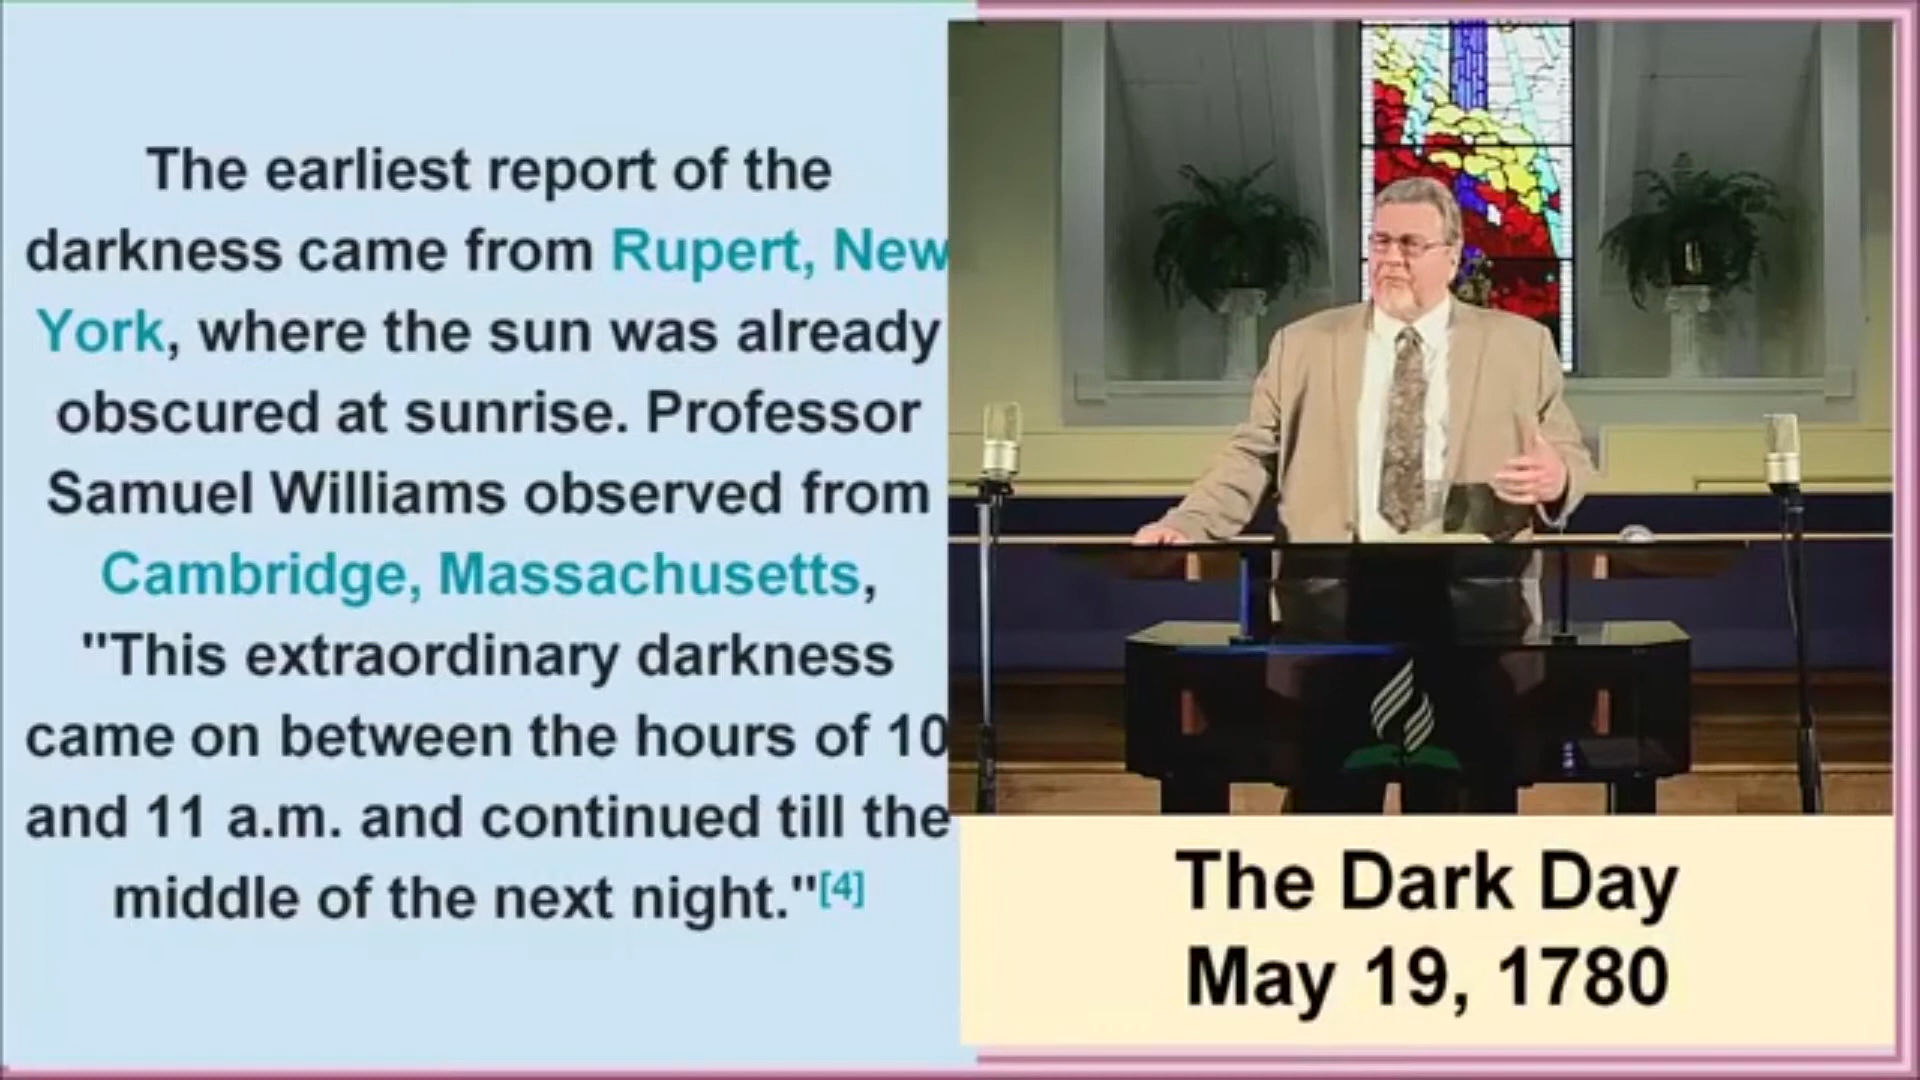 The earliest report of the
darkness came from Rupert, New
York, where the sun was already
obscured at sunrise. Professor
Samuel Williams observed from
Cambridge, Massachusetts,
"This extraordinary darkness
came on between the hours of 10
and 11 a.m. and continued till the
middle of the next night."[4]
The Dark Day
May 19, 1780